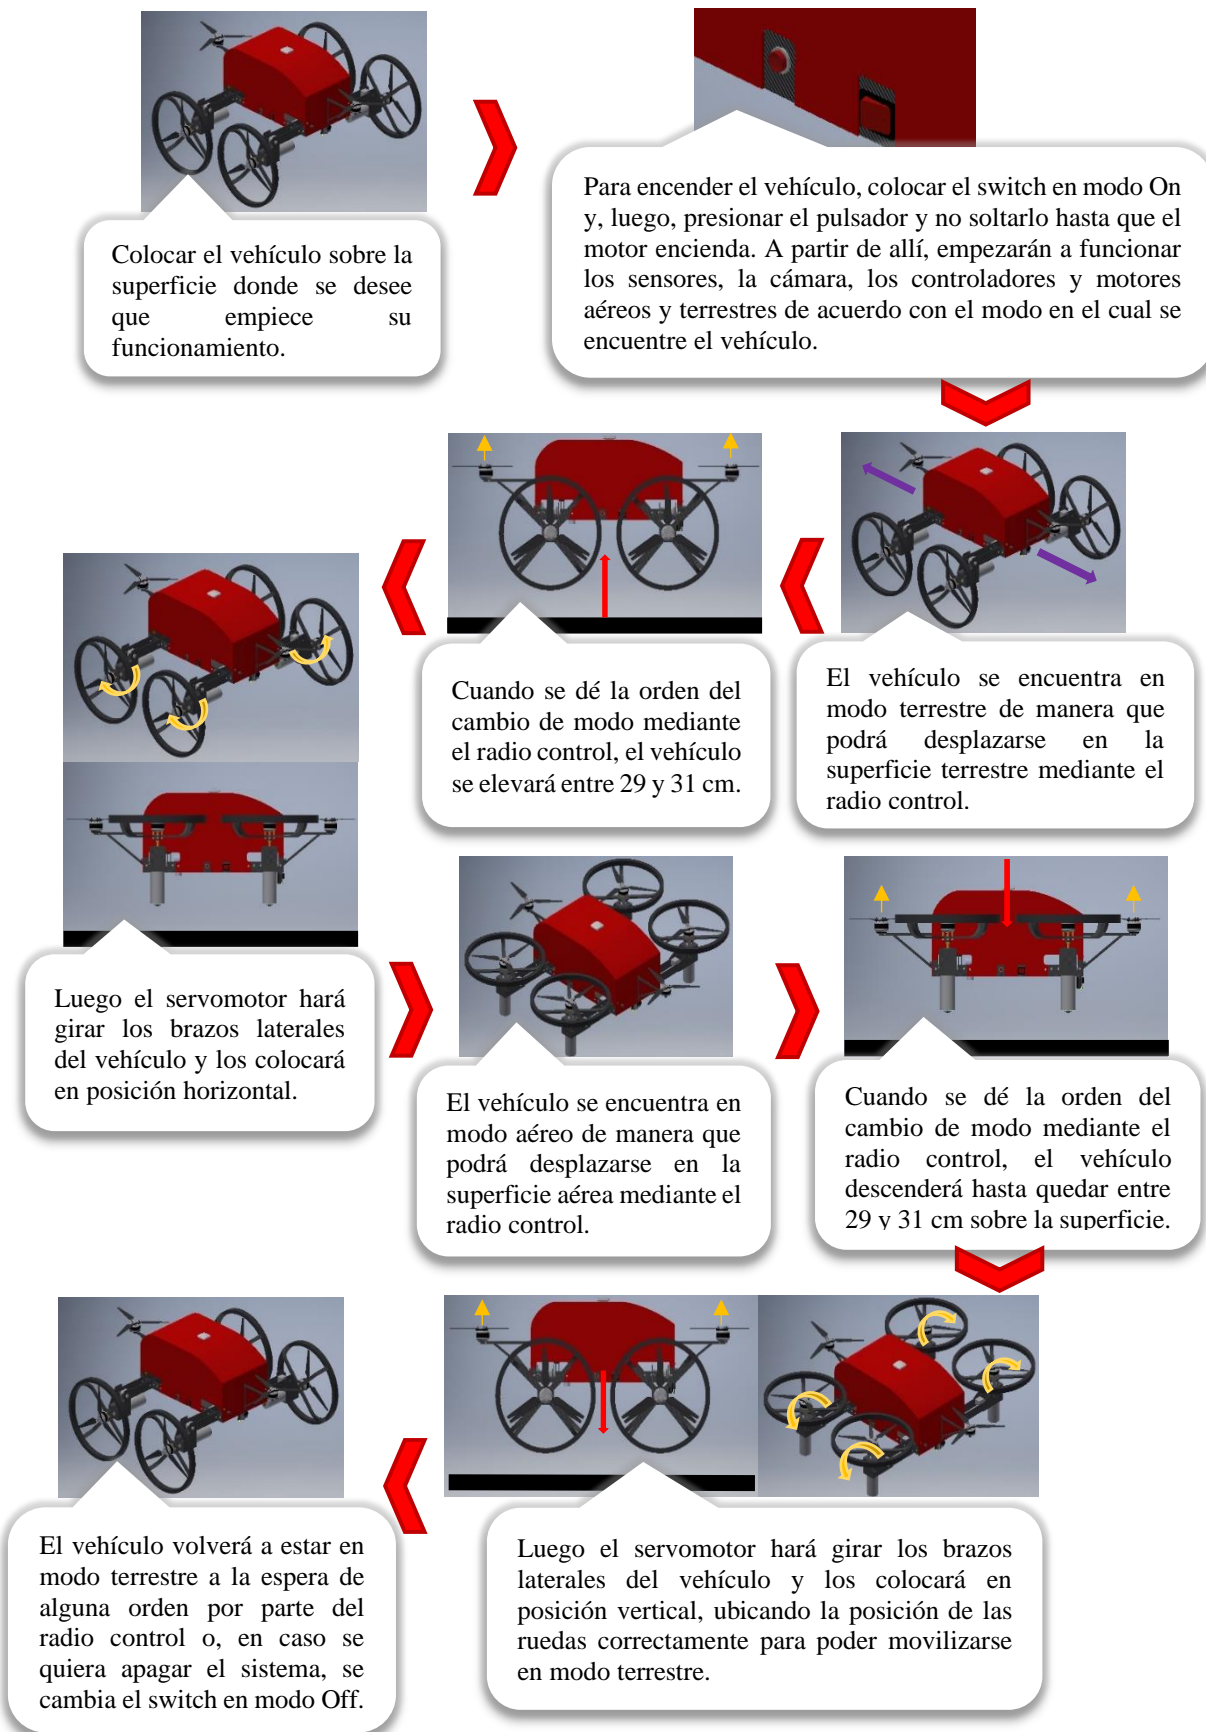 Colocar el vehículo sobre la
superficie donde se desee
que empiece su
funcionamiento.
Para encender el vehículo, colocar el switch en modo On
y, luego, presionar el pulsador y no soltarlo hasta que el
motor encienda. A partir de allí, empezarán a funcionar
los sensores, la cámara, los controladores y motores
aéreos y terrestres de acuerdo con el modo en el cual se
encuentre el vehículo.
El vehículo se encuentra en
modo terrestre de manera que
podrá desplazarse en la
superficie terrestre mediante el
radio control.
Cuando se dé la orden del
cambio de modo mediante
el radio control, el vehículo
se elevará entre 29 y 31 cm.
Luego el servomotor hará
girar los brazos laterales
del vehículo y los colocará
en posición horizontal.
El vehículo se encuentra en
modo aéreo de manera que
podrá desplazarse en la
superficie aérea mediante el
radio control.
Cuando se dé la orden del
cambio de modo mediante el
radio control, el vehículo
descenderá hasta quedar entre
29 y 31 cm sobre la superficie.
Luego el servomotor hará girar los brazos
laterales del vehículo y los colocará en
posición vertical, ubicando la posición de las
ruedas correctamente para poder movilizarse
en modo terrestre.
El vehículo volverá a estar en
modo terrestre a la espera de
alguna orden por parte del
radio control o, en caso se
quiera apagar el sistema, se
cambia el switch en modo Off.